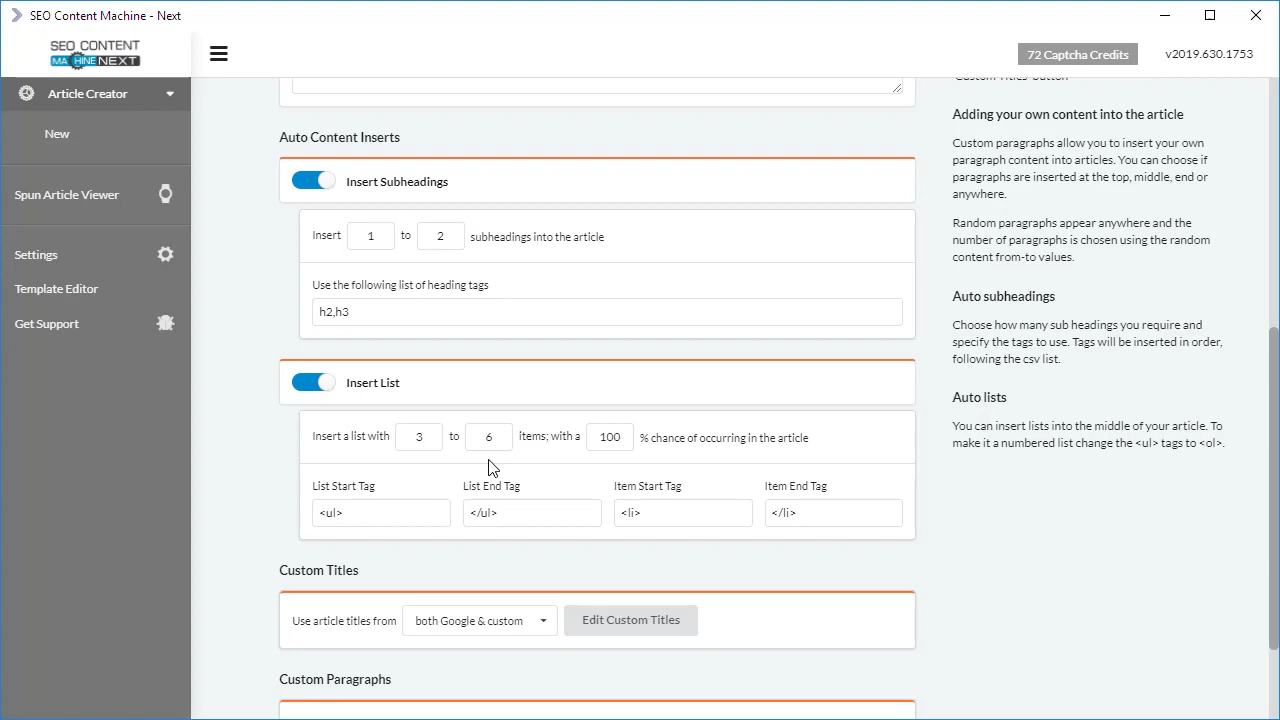 SEO Content Machine - Next
SEO CONTENT
MACHINE NEXT
72 Captcha Credits
v2019.630.1753
Article Creator
New
Spun Article Viewer
Settings
Template Editor
Get Support
Auto Content Inserts
Insert Subheadings
Insert 1 to 2 subheadings into the article
Use the following list of heading tags
h2,h3
Insert List
Insert a list with 3 to 6 items; with a 100 % chance of occurring in the article
List Start Tag List End Tag Item Start Tag Item End Tag
<ul> </ul> <li> </li>
Custom Titles
Use article titles from both Google & custom Edit Custom Titles
Custom Paragraphs
'Custom Titles' button
Adding your own content into the article
Custom paragraphs allow you to insert your own
paragraph content into articles. You can choose if
paragraphs are inserted at the top, middle, end or
anywhere.
Random paragraphs appear anywhere and the
number of paragraphs is chosen using the random
content from-to values.
Auto subheadings
Choose how many sub headings you require and
specify the tags to use. Tags will be inserted in order,
following the csv list.
Auto lists
You can insert lists into the middle of your article. To
make it a numbered list change the <ul> tags to <ol>.